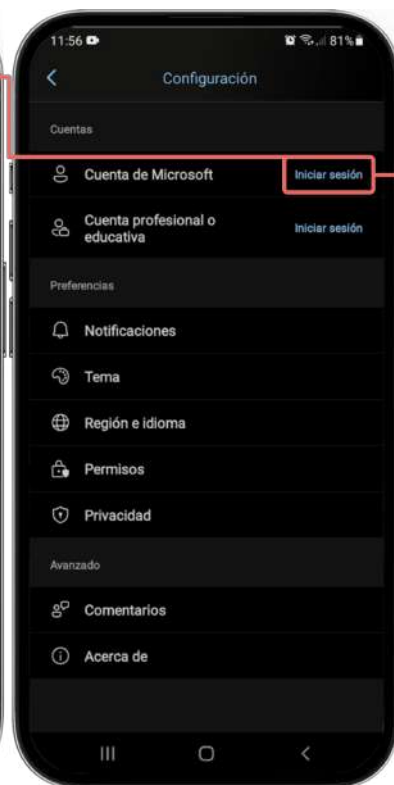 11:56
81%
Configuración
Cuentas
Cuenta de Microsoft
Iniciar sesión
Cuenta profesional o
educativa
Iniciar sesión
Preferencias
Notificaciones
Tema
Región e idioma
Permisos
Privacidad
Avanzado
Comentarios
Acerca de